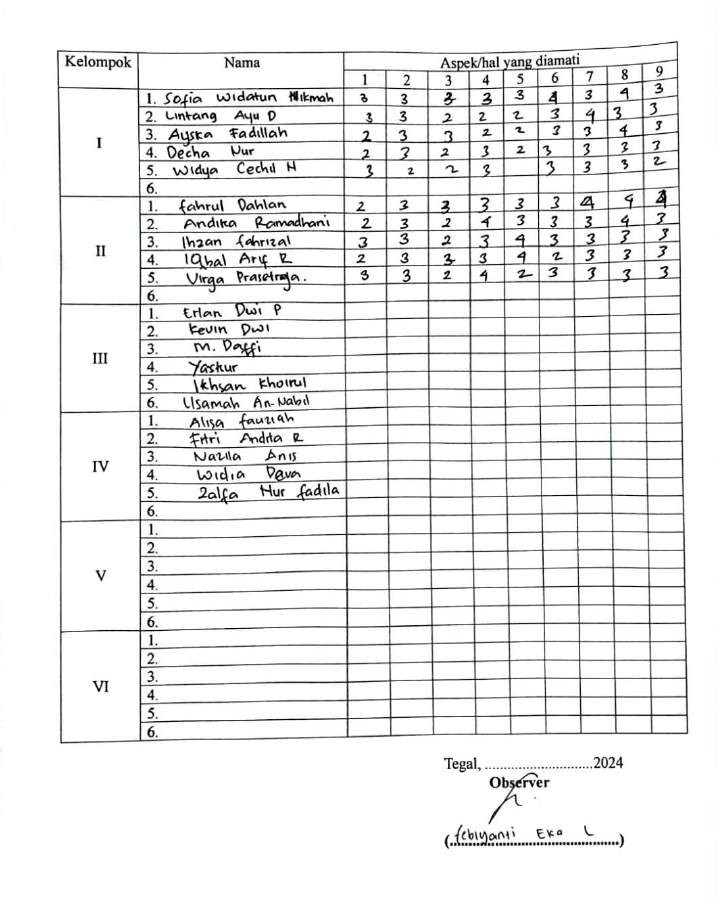 Kelompok Nama Aspek/hal yang diamati
1 2 3 4 5 6 7 8 9
I
1. Sofia Widatun Nikmah 3 3 3 3 3 4 3 4 3
2. Lintang Ayu D 3 3 2 2 2 3 4 3 3
3. Ayska Fadillah 2 3 3 2 2 3 3 4 3
4. Decha Nur 2 3 2 3 2 3 3 3 3
5. Widya Cechil H 3 2 2 3 3 3 3 2
6.
II
1. Fahrul Dahlan 2 3 3 3 3 3 4 4 4
2. Andika Ramadhani 2 3 2 4 3 3 3 4 3
3. Ihzan fahrizal 3 3 2 3 4 3 3 3 3
4. IQbal Arif R 2 3 3 3 4 2 3 3 3
5. Virga Prasetya. 3 3 2 4 2 3 3 3 3
6.
III
1. Erlan Dwi P
2. Kevin Dwi
3. M. Daffi
4. Yaskur
5. Ikhsan Khoirul
6. Usamah An-Nabil
IV
1. Alisa fauziah
2. Fitri Andita R
3. Nazila Anis
4. Widia Dava
5. Zalfa Nur fadila
6.
V
1.
2.
3.
4.
5.
6.
VI
1.
2.
3.
4.
5.
6.
Tegal, ............................2024
Observer
(Febiyanti Eka L)